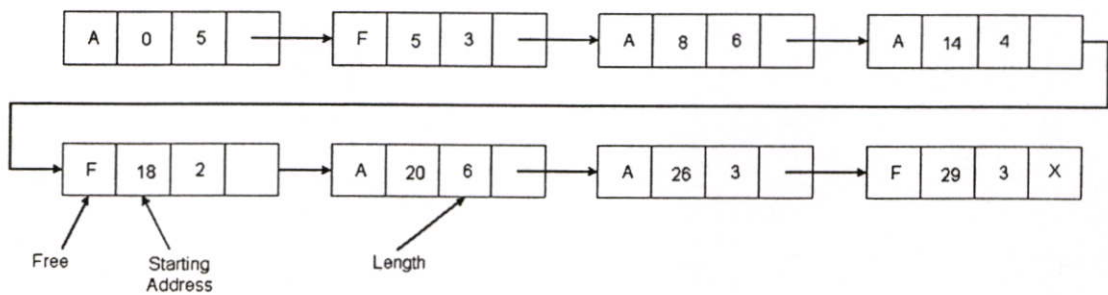 A 0 5 F 5 3 A 8 6 A 14 4
F 18 2 A 20 6 A 26 3 F 29 3 X
Free Starting Address Length